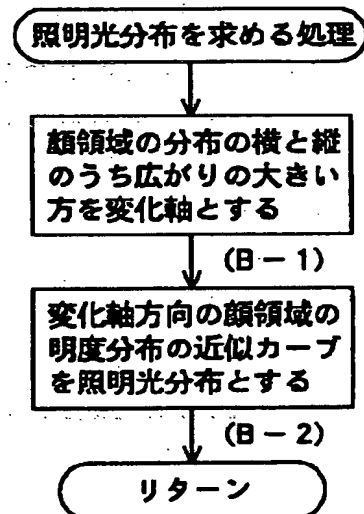 照明光分布を求める処理
顔領域の分布の横と縦
のうち広がりの大きい
方を変化軸とする
(B-1)
変化軸方向の顔領域の
明度分布の近似カーブ
を照明光分布とする
(B-2)
リターン